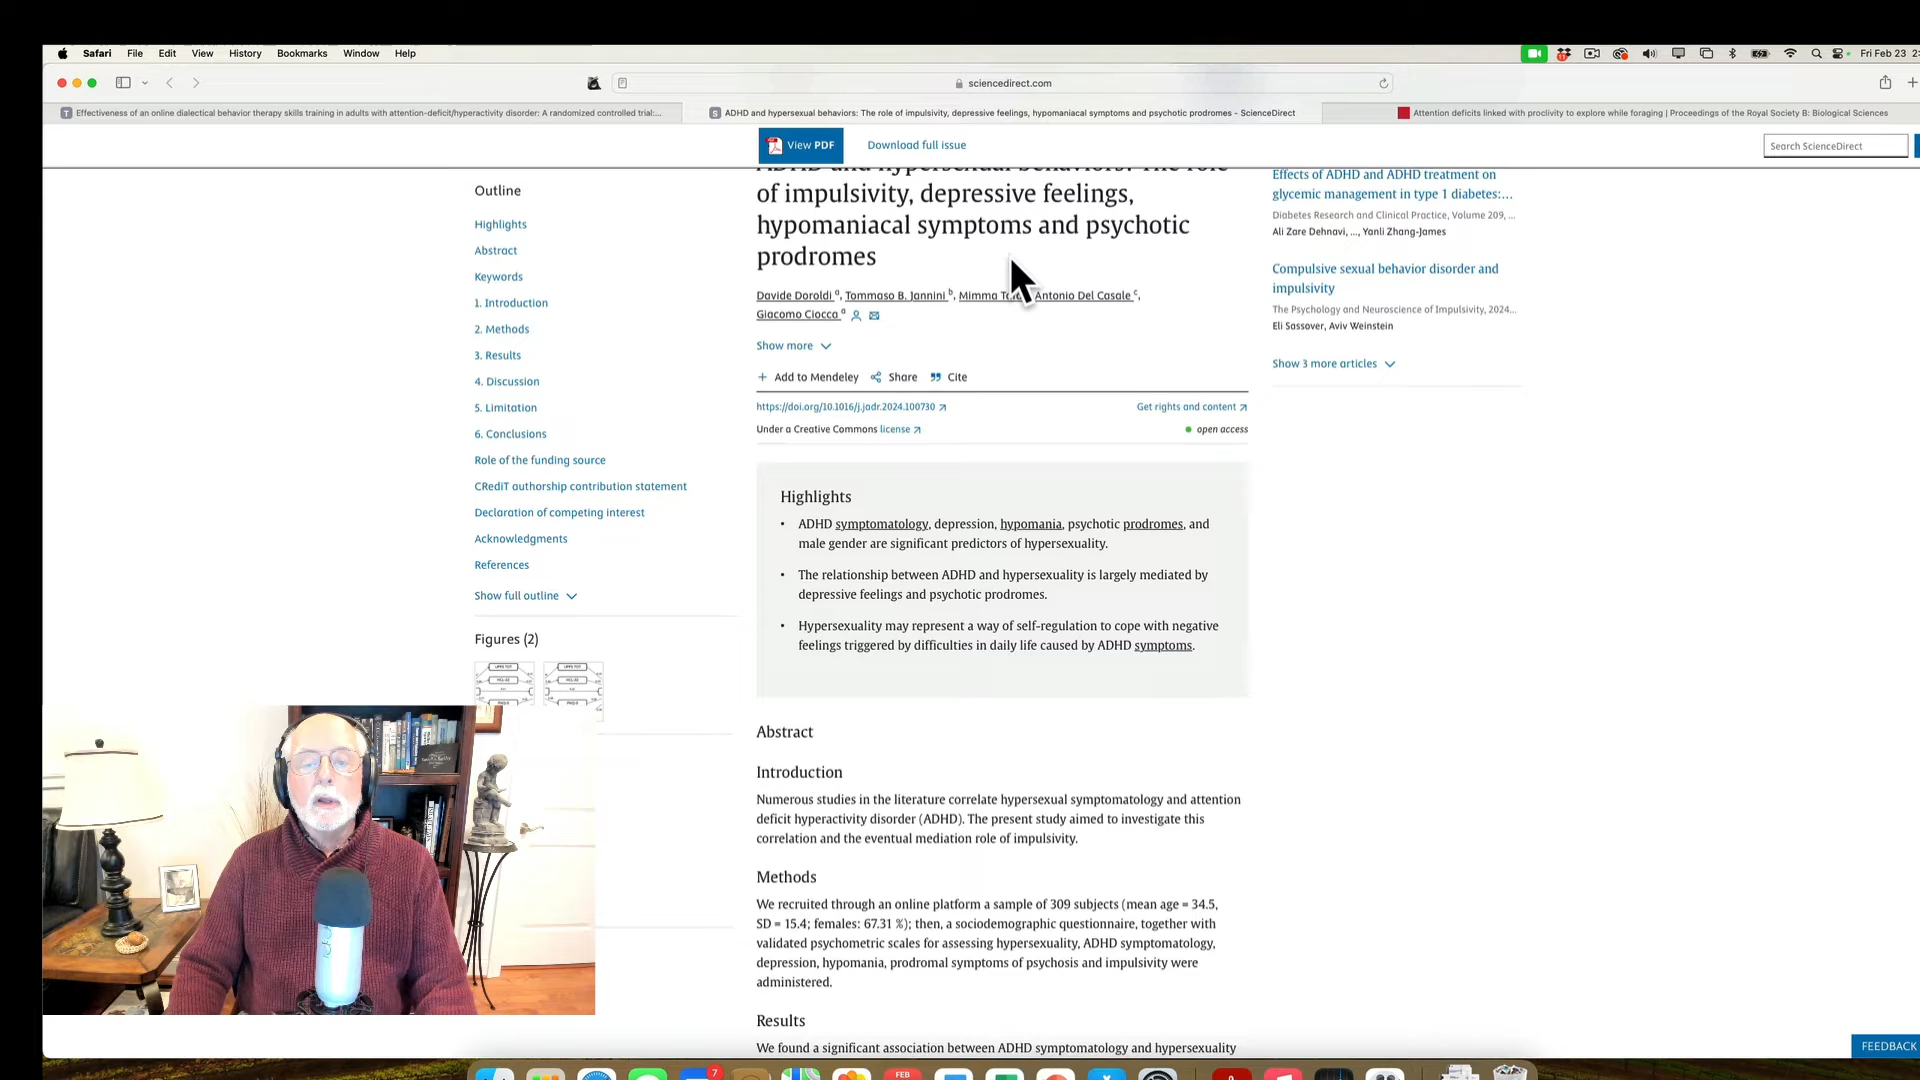 Safari File Edit View History Bookmarks Window Help
Fri Feb 23
sciencedirect.com
Effectiveness of an online dialectical behavior therapy skills training in adults with attention-deficit/hyperactivity disorder: A randomized controlled trial:...
ADHD and hypersexual behaviors: The role of impulsivity, depressive feelings, hypomaniacal symptoms and psychotic prodromes - ScienceDirect
Attention deficits linked with proclivity to explore while foraging | Proceedings of the Royal Society B: Biological Sciences
View PDF
Download full issue
Search ScienceDirect
Outline
Highlights
Abstract
Keywords
1. Introduction
2. Methods
3. Results
4. Discussion
5. Limitation
6. Conclusions
Role of the funding source
CRediT authorship contribution statement
Declaration of competing interest
Acknowledgments
References
Show full outline
Figures (2)
ADHD and hypersexual behaviors: The role
of impulsivity, depressive feelings,
hypomaniacal symptoms and psychotic
prodromes
Davide Doroldi a, Tommaso B. Jannini b, Mimma Antonio Del Casale c,
Giacomo Ciocca a
Show more
Add to Mendeley Share Cite
https://doi.org/10.1016/j.jadr.2024.100730
Get rights and content
Under a Creative Commons license
open access
Highlights
• ADHD symptomatology, depression, hypomania, psychotic prodromes, and
male gender are significant predictors of hypersexuality.
• The relationship between ADHD and hypersexuality is largely mediated by
depressive feelings and psychotic prodromes.
• Hypersexuality may represent a way of self-regulation to cope with negative
feelings triggered by difficulties in daily life caused by ADHD symptoms.
Abstract
Introduction
Numerous studies in the literature correlate hypersexual symptomatology and attention
deficit hyperactivity disorder (ADHD). The present study aimed to investigate this
correlation and the eventual mediation role of impulsivity.
Methods
We recruited through an online platform a sample of 309 subjects (mean age = 34.5,
SD = 15.4; females: 67.31 %); then, a sociodemographic questionnaire, together with
validated psychometric scales for assessing hypersexuality, ADHD symptomatology,
depression, hypomania, prodromal symptoms of psychosis and impulsivity were
administered.
Results
We found a significant association between ADHD symptomatology and hypersexuality
Effects of ADHD and ADHD treatment on
glycemic management in type 1 diabetes:...
Diabetes Research and Clinical Practice, Volume 209, ...
Ali Zare Dehnavi, ..., Yanli Zhang-James
Compulsive sexual behavior disorder and
impulsivity
The Psychology and Neuroscience of Impulsivity, 2024...
Eli Sassover, Aviv Weinstein
Show 3 more articles
FEEDBACK
7
FEB